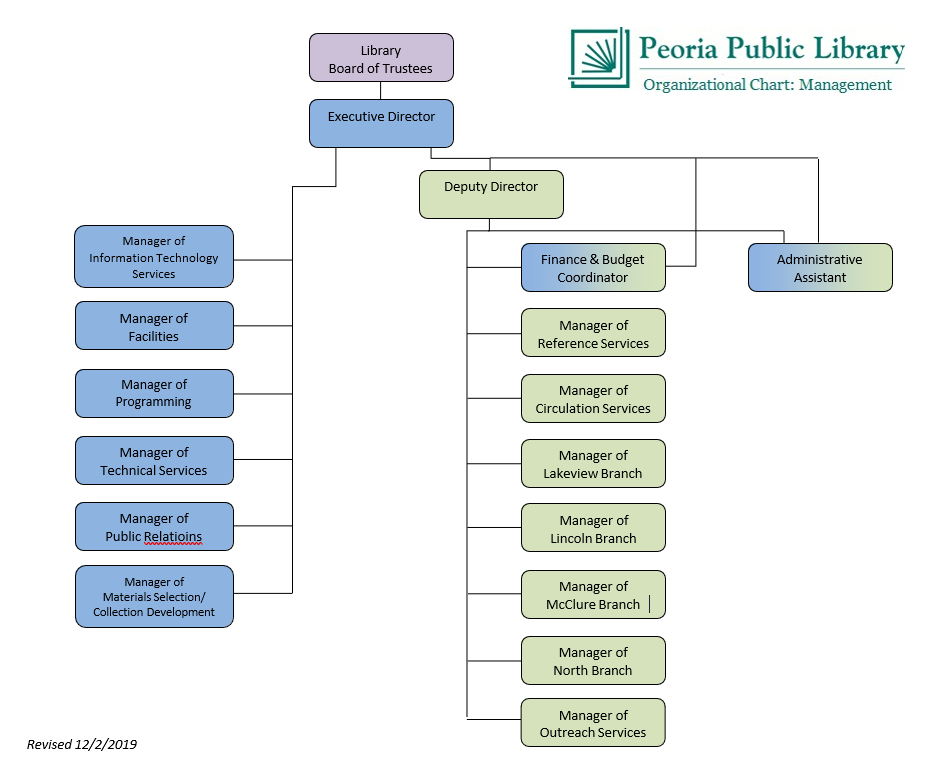 Peoria Public Library
Organizational Chart: Management
Library
Board of Trustees
Executive Director
Deputy Director
Manager of
Information Technology
Services
Manager of
Facilities
Manager of
Programming
Manager of
Technical Services
Manager of
Public Relatioins
Manager of
Materials Selection/
Collection Development
Finance & Budget
Coordinator
Administrative
Assistant
Manager of
Reference Services
Manager of
Circulation Services
Manager of
Lakeview Branch
Manager of
Lincoln Branch
Manager of
McClure Branch
Manager of
North Branch
Manager of
Outreach Services
Revised 12/2/2019